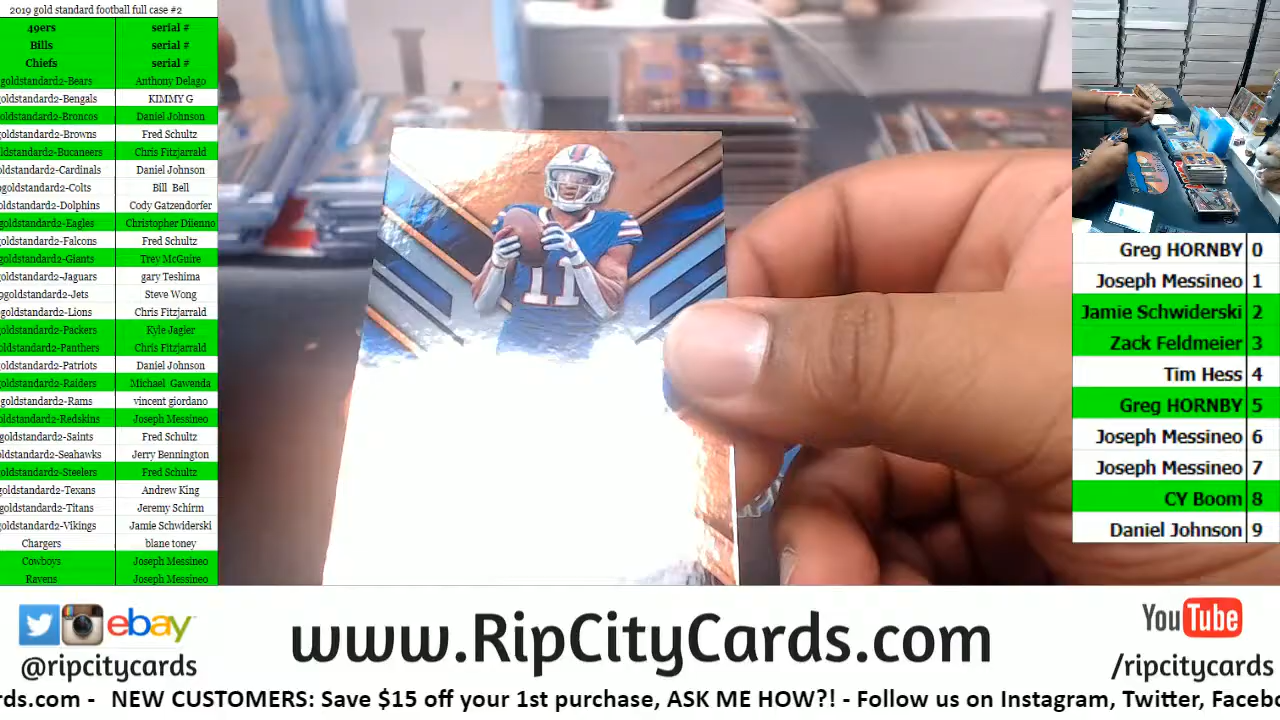 2019 gold standard football full case #2
49ers serial #
Bills serial #
Chiefs serial #
goldstandard2-Bears Anthony Delago
goldstandard2-Bengals KIMMY G
goldstandard2-Broncos Daniel Johnson
goldstandard2-Browns Fred Schultz
goldstandard2-Bucaneers Chris Fitzjarrald
goldstandard2-Cardinals Daniel Johnson
9goldstandard2-Colts Bill Bell
goldstandard2-Dolphins Cody Gatzendorfer
goldstandard2-Eagles Christopher Diienno
goldstandard2-Falcons Fred Schultz
goldstandard2-Giants Trey McGuire
goldstandard2-Jaguars gary Teshima
9goldstandard2-Jets Steve Wong
goldstandard2-Lions Chris Fitzjarrald
goldstandard2-Packers Kyle Jagler
goldstandard2-Panthers Chris Fitzjarrald
goldstandard2-Patriots Daniel Johnson
goldstandard2-Raiders Michael Gawenda
goldstandard2-Rams vincent giordano
goldstandard2-Redskins Joseph Messineo
goldstandard2-Saints Fred Schultz
goldstandard2-Seahawks Jerry Bennington
goldstandard2-Steelers Fred Schultz
goldstandard2-Texans Andrew King
goldstandard2-Titans Jeremy Schirm
goldstandard2-Vikings Jamie Schwiderski
Chargers blane toney
Cowboys Joseph Messineo
Ravens Joseph Messineo
11
Greg HORNBY 0
Joseph Messineo 1
Jamie Schwiderski 2
Zack Feldmeier 3
Tim Hess 4
Greg HORNBY 5
Joseph Messineo 6
Joseph Messineo 7
CY Boom 8
Daniel Johnson 9
ebay
@ripcitycards
www.RipCityCards.com
YouTube
/ripcitycards
rds.com - NEW CUSTOMERS: Save $15 off your 1st purchase, ASK ME HOW?! - Follow us on Instagram, Twitter, Facebo